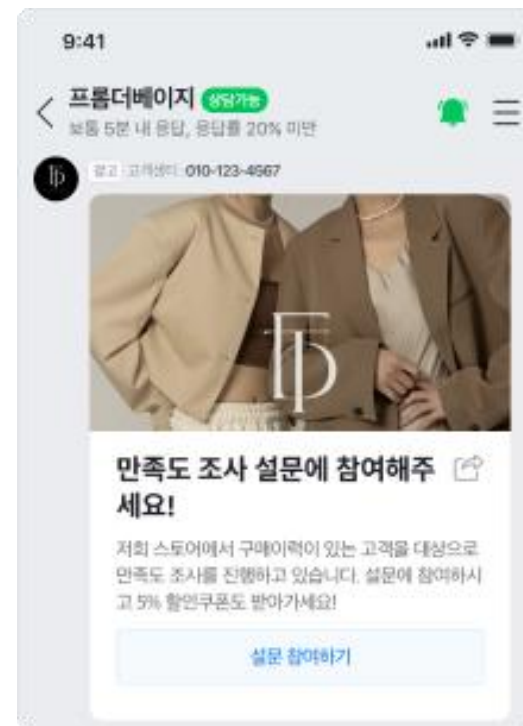 9:41
프롬더베이지 상담가능
보통 5분 내 응답, 응답률 20% 미만
광고 고객센터: 010-123-4567
만족도 조사 설문에 참여해주
세요!
저희 스토어에서 구매이력이 있는 고객을 대상으로
만족도 조사를 진행하고 있습니다. 설문에 참여하시
고 5% 할인쿠폰도 받아가세요!
설문 참여하기